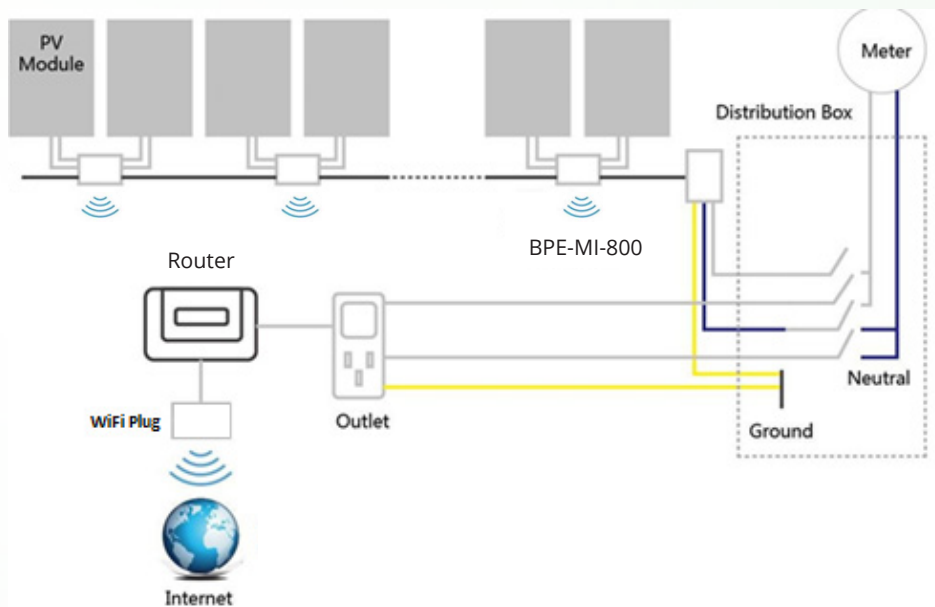 PV
Module
Meter
Distribution Box
BPE-MI-800
Router
Neutral
WiFi Plug
Outlet
Ground
Internet